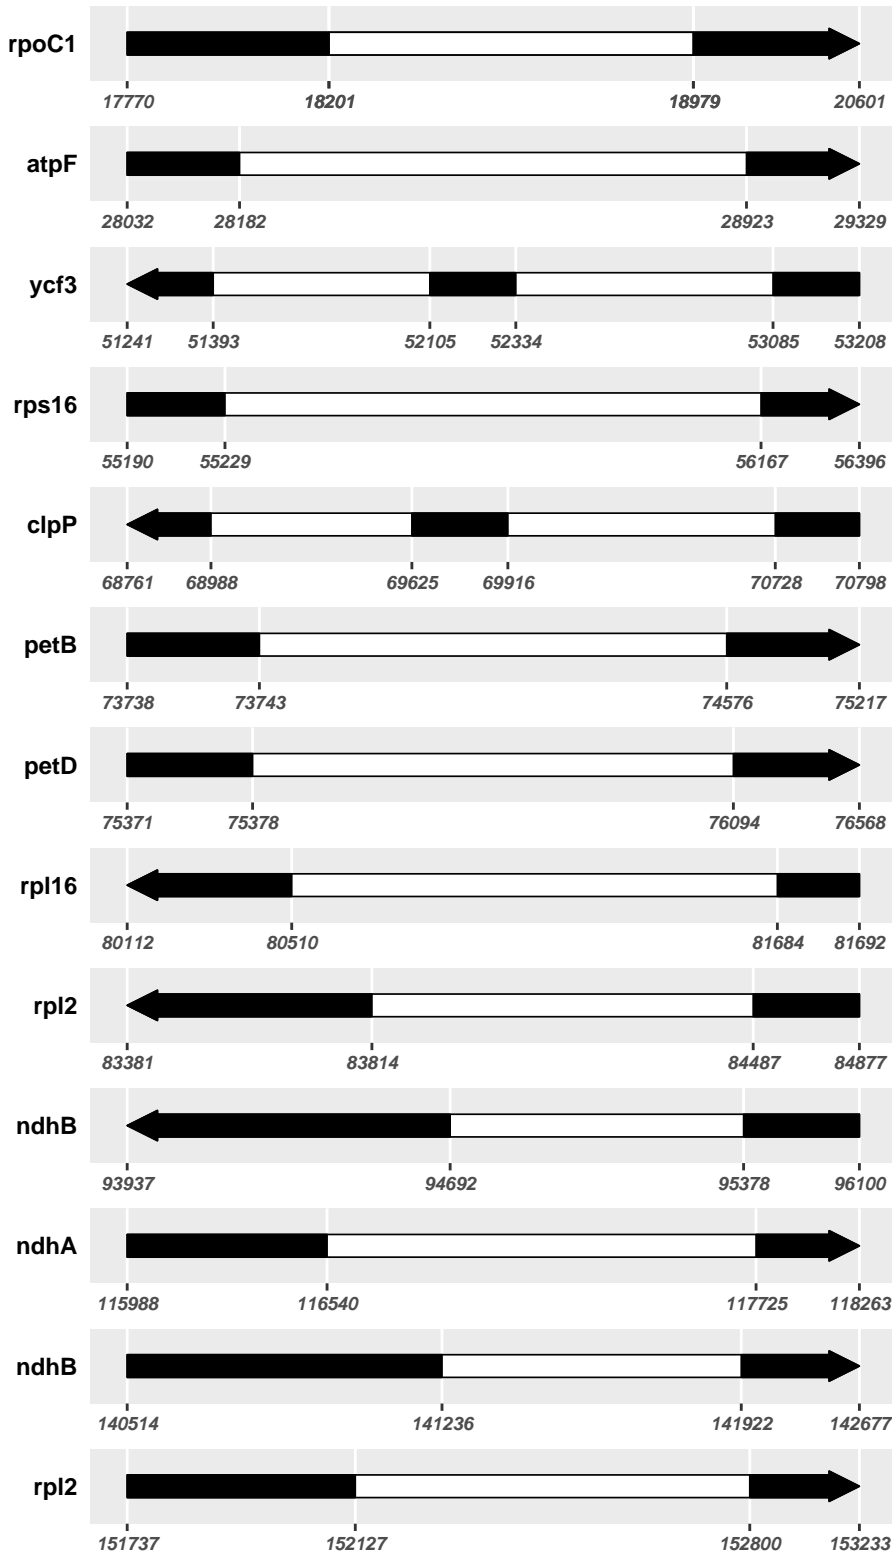 rpoC1
17770 18201 18979 20601
atpF
28032 28182 28923 29329
ycf3
51241 51393 52105 52334 53085 53208
rps16
55190 55229 56167 56396
clpP
68761 68988 69625 69916 70728 70798
petB
73738 73743 74576 75217
petD
75371 75378 76094 76568
rpl16
80112 80510 81684 81692
rpl2
83381 83814 84487 84877
ndhB
93937 94692 95378 96100
ndhA
115988 116540 117725 118263
ndhB
140514 141236 141922 142677
rpl2
151737 152127 152800 153233